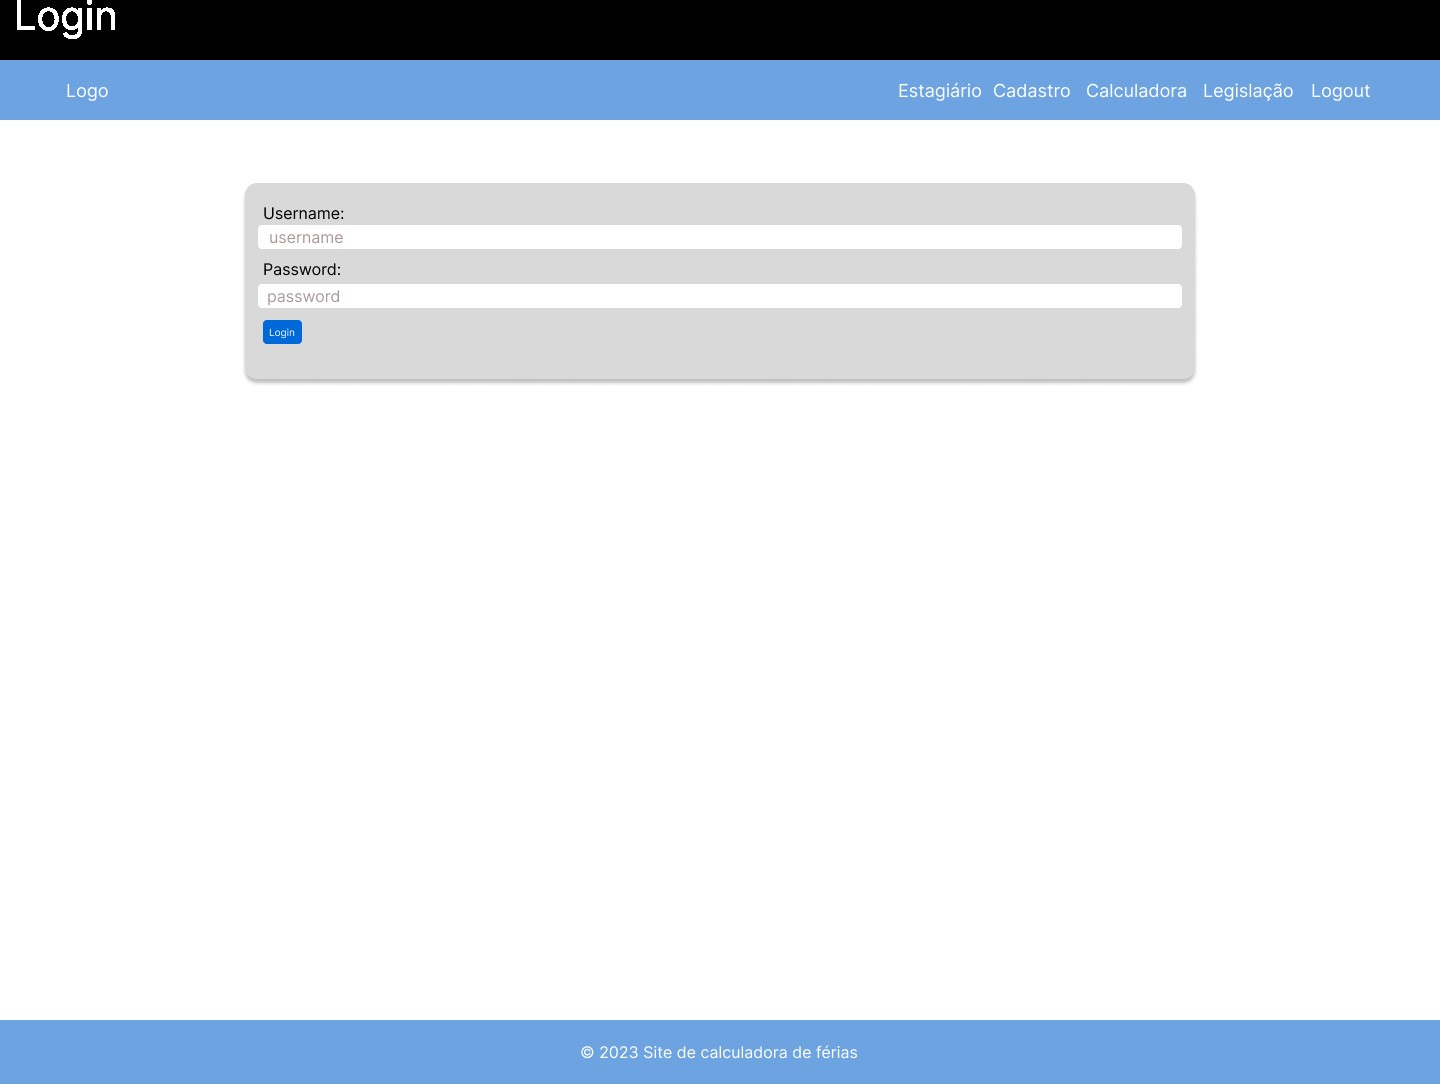 Login
Logo
Estagiário Cadastro Calculadora Legislação Logout
Username:
username
Password:
password
Login
© 2023 Site de calculadora de férias